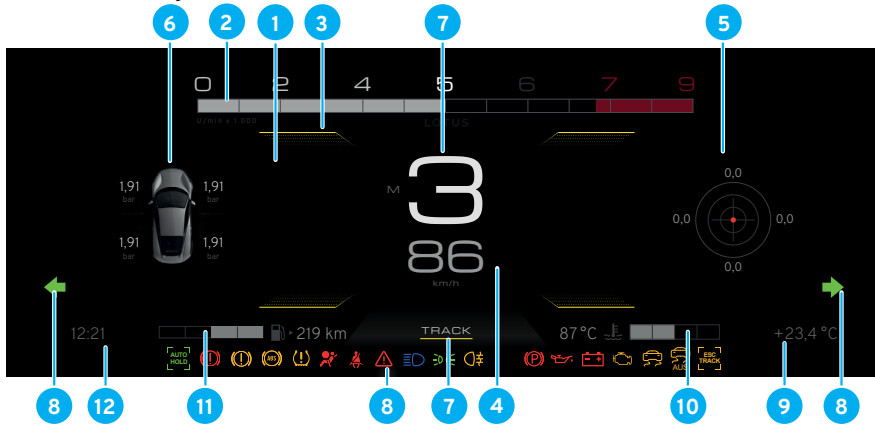 6 2 1 3 7 5
0 2 4 5 6 7 9
U/min x 1.000 LOTUS
0,0
1,91 bar 1,91 bar
M 3
0,0 0,0
1,91 bar 1,91 bar
86
0,0
km/h
12:21 219 km TRACK 87 °C +23,4 °C
AUTO HOLD ABS P AUS ESC TRACK
8 12 11 8 7 4 10 9 8